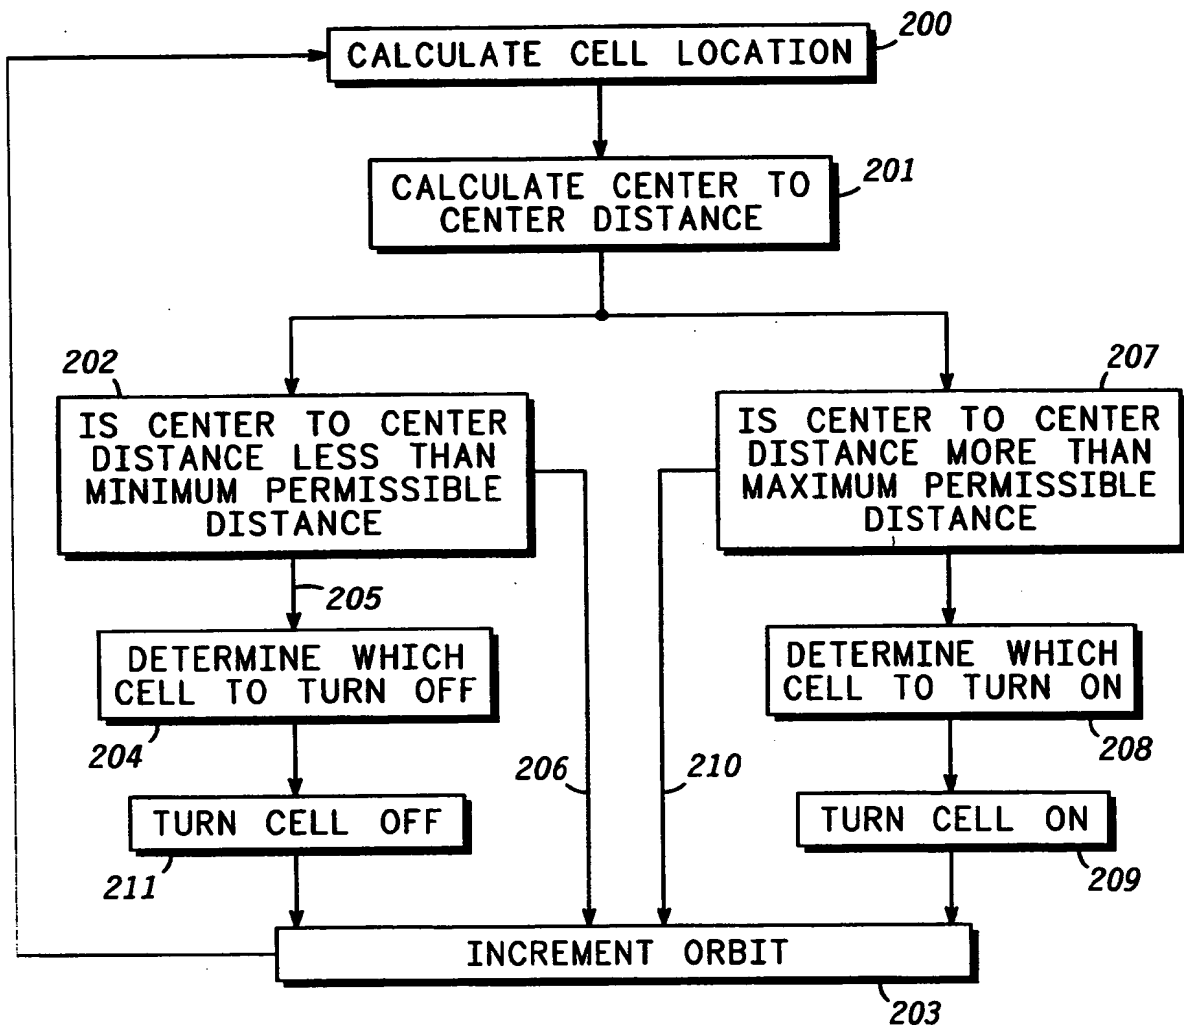 200
CALCULATE CELL LOCATION
201
CALCULATE CENTER TO
CENTER DISTANCE
202
IS CENTER TO CENTER
DISTANCE LESS THAN
MINIMUM PERMISSIBLE
DISTANCE
207
IS CENTER TO CENTER
DISTANCE MORE THAN
MAXIMUM PERMISSIBLE
DISTANCE
205
DETERMINE WHICH
CELL TO TURN OFF
204
DETERMINE WHICH
CELL TO TURN ON
208
206
210
TURN CELL OFF
211
TURN CELL ON
209
INCREMENT ORBIT
203